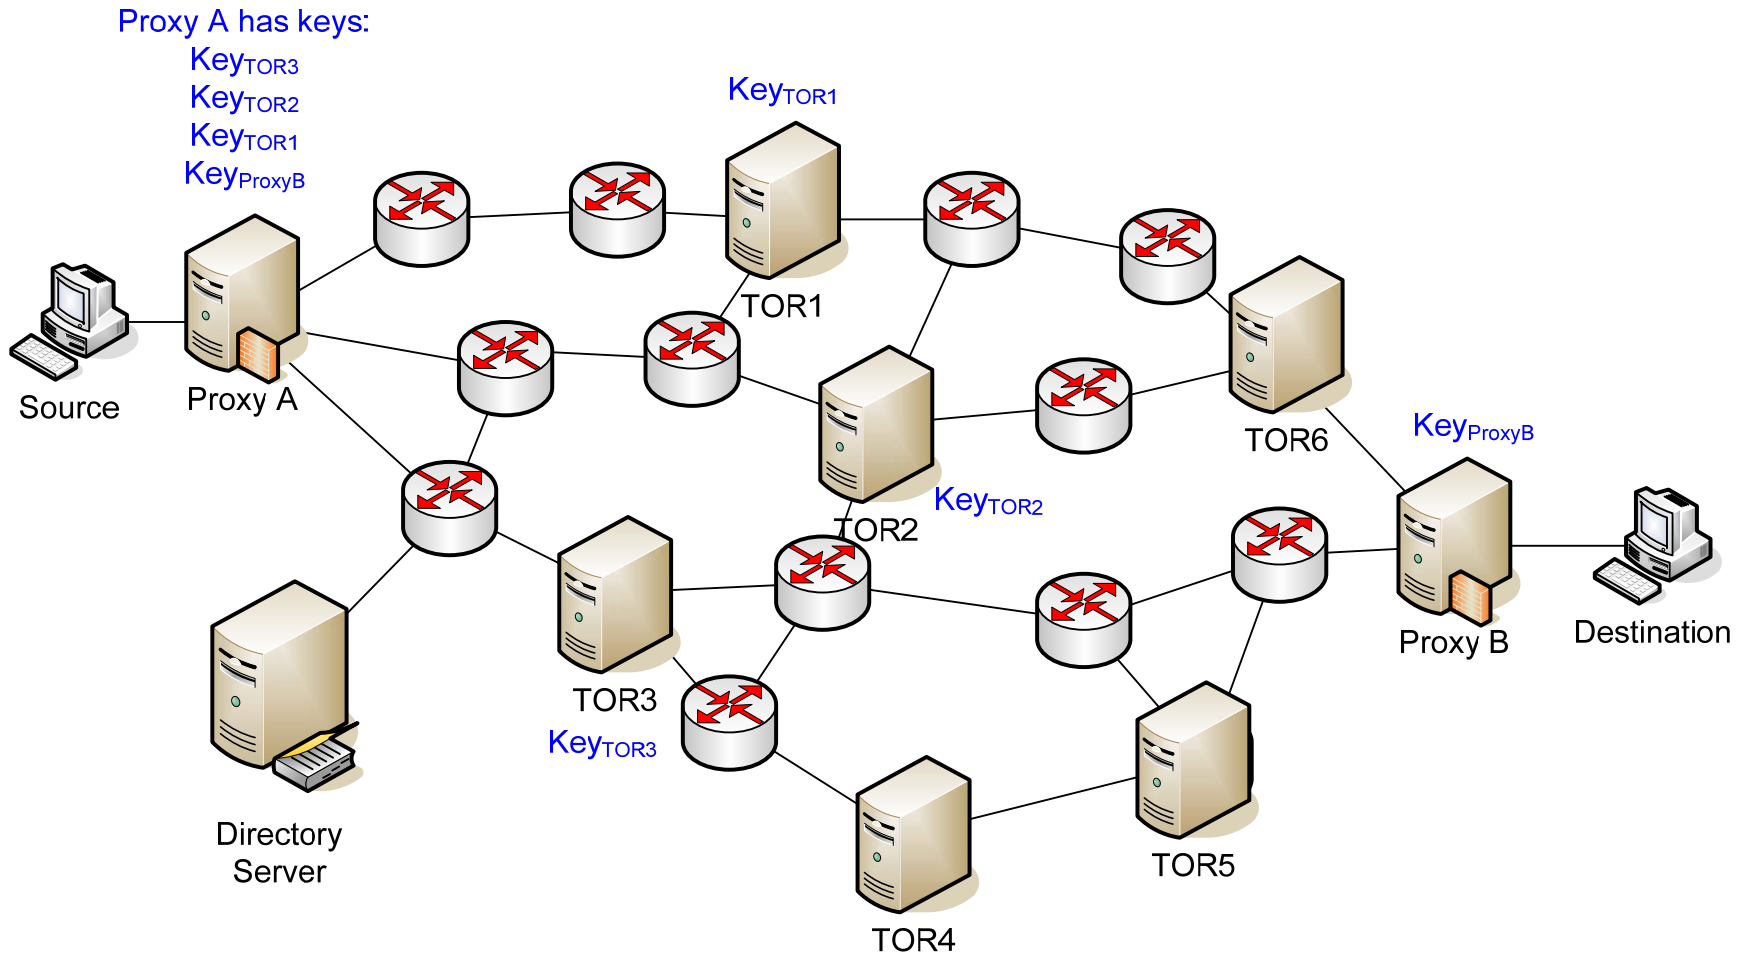 Proxy A has keys:
KeyTOR3
KeyTOR2
KeyTOR1
KeyProxyB
KeyTOR1
TOR1
Source
Proxy A
TOR6
KeyProxyB
KeyTOR2
TOR2
Proxy B
Destination
TOR3
KeyTOR3
Directory
Server
TOR5
TOR4